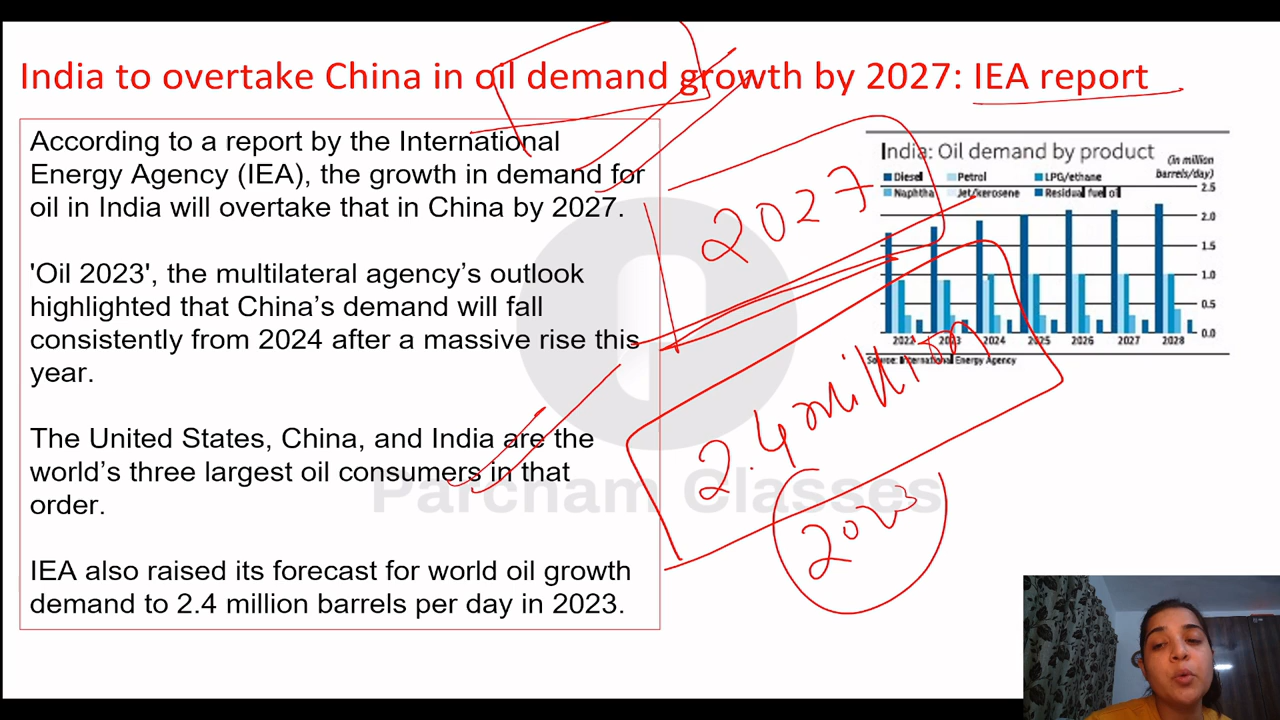 India to overtake China in oil demand growth by 2027: IEA report
According to a report by the International
Energy Agency (IEA), the growth in demand for
oil in India will overtake that in China by 2027.
'Oil 2023', the multilateral agency’s outlook
highlighted that China’s demand will fall
consistently from 2024 after a massive rise this
year.
The United States, China, and India are the
world’s three largest oil consumers in that
order.
IEA also raised its forecast for world oil growth
demand to 2.4 million barrels per day in 2023.
India: Oil demand by product
(in million
barrels/day)
Diesel Petrol LPG/ethane
Naphtha Jet/kerosene Residual fuel oil
2.5
2.0
1.5
1.0
0.5
0.0
2022 2023 2024 2025 2026 2027 2028
Source: International Energy Agency
2027
2.4 million
2023
Parcham Classes